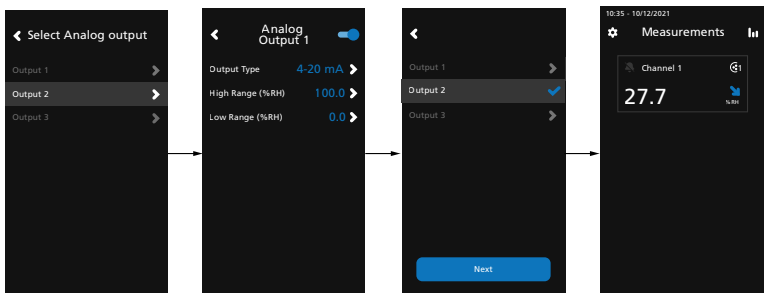 Select Analog output
Output 1
Output 2
Output 3
Analog
Output 1
Output Type 4-20 mA
High Range (%RH) 100.0
Low Range (%RH) 0.0
Output 1
Output 2
Output 3
Next
10:35 - 10/12/2021
Measurements
Channel 1 1
27.7 % RH